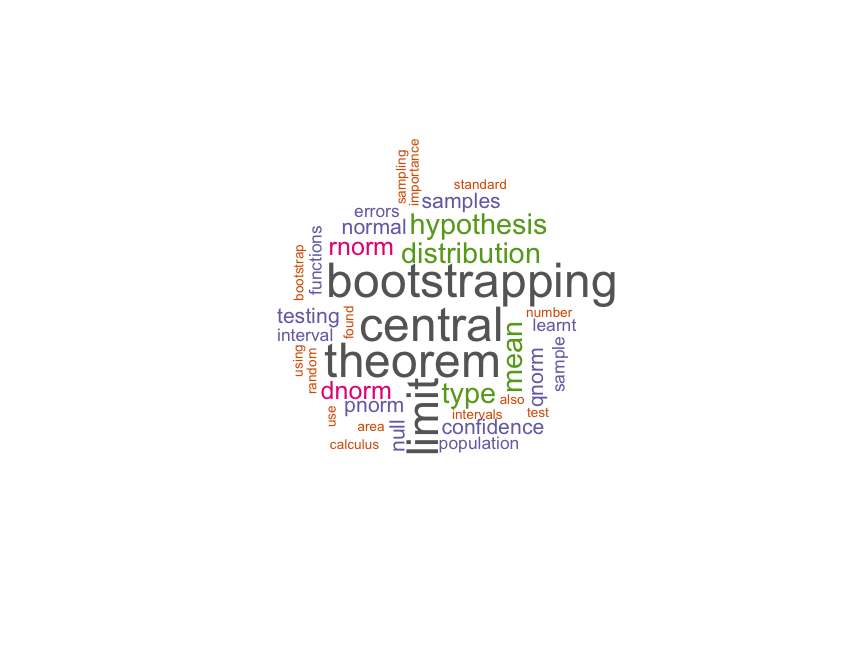 sampling
importance
standard
samples
errors
normal
hypothesis
functions
rnorm
distribution
bootstrap
bootstrapping
testing
found
central
number
learnt
interval
using
random
theorem
mean
qnorm
sample
dnorm
limit
type
also
use
pnorm
intervals
test
area
null
confidence
calculus
population